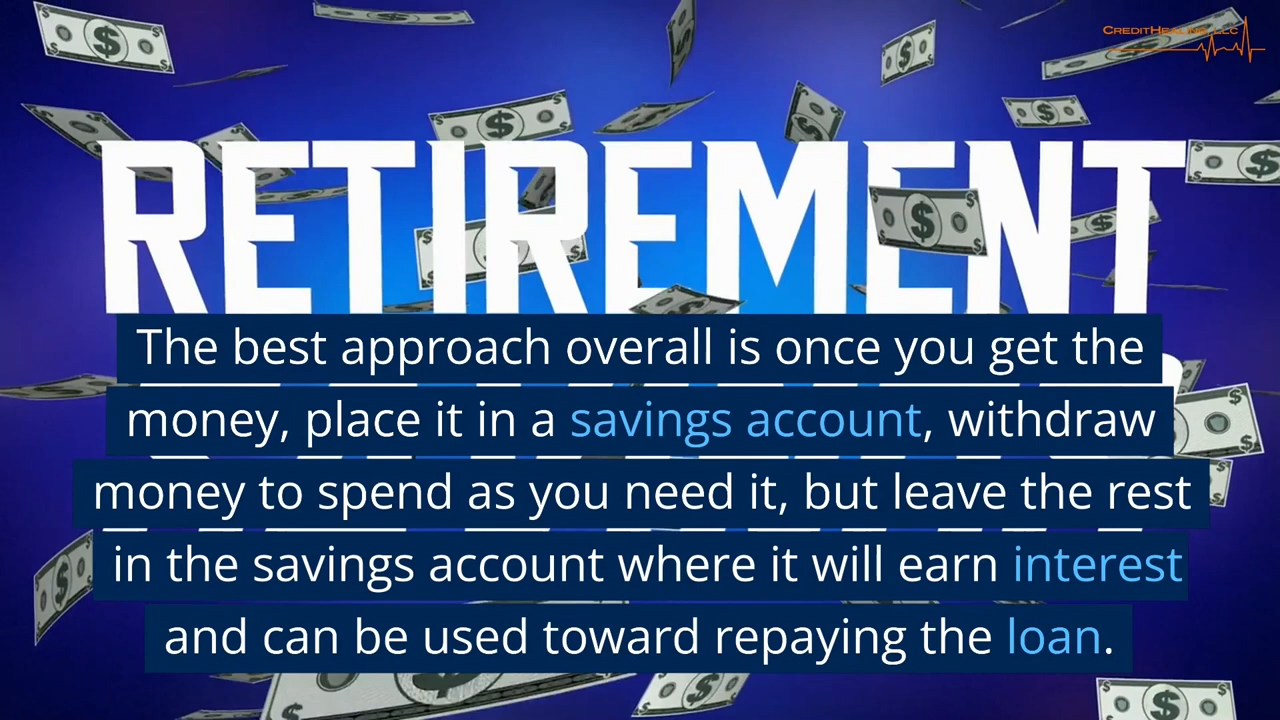 CreditHealing, LLC
RETIREMENT
The best approach overall is once you get the
money, place it in a savings account, withdraw
money to spend as you need it, but leave the rest
in the savings account where it will earn interest
and can be used toward repaying the loan.